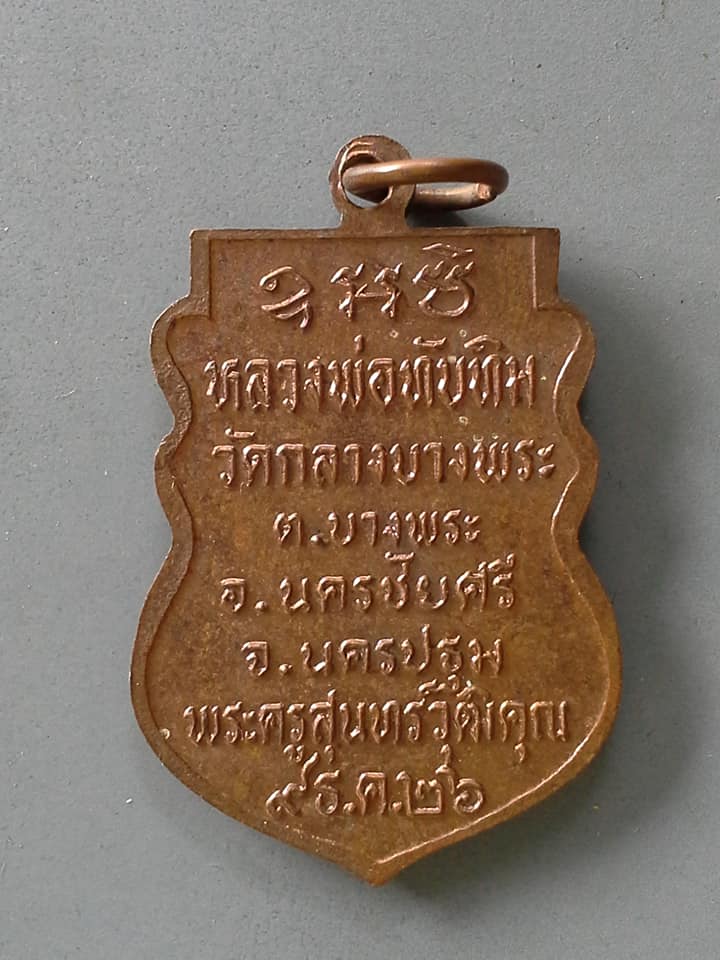 หลวงพ่อทับทิม
วัดกลางบางพระ
ต.บางพระ
อ.นครชัยศรี
จ.นครปฐม
พระครูสุนทรวุฒิคุณ
๙ ธ.ค.๒๖